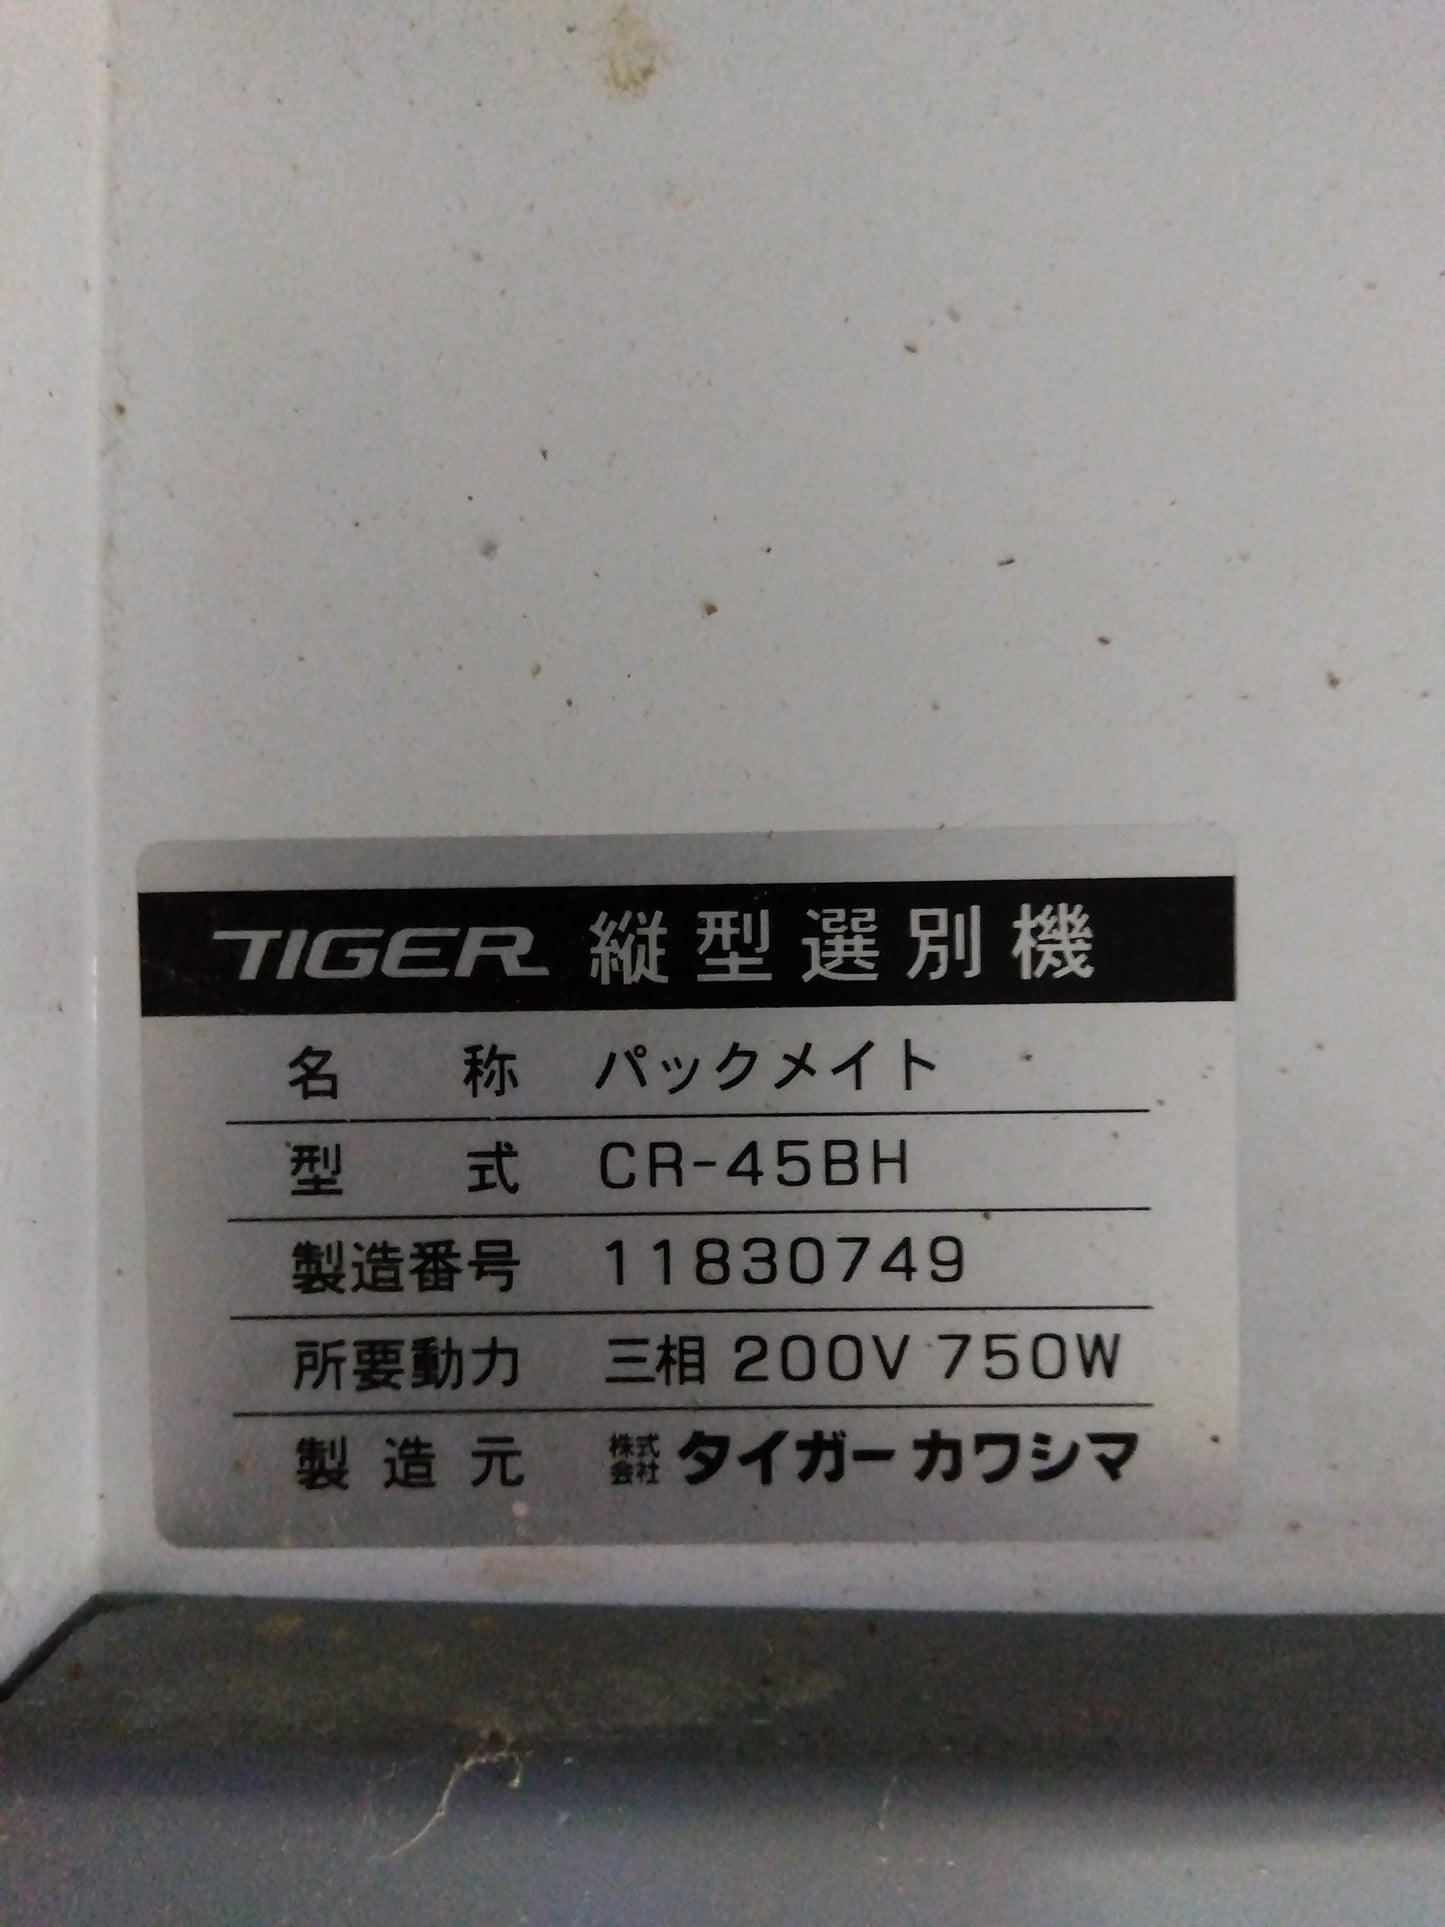 TIGER 縦型選別機
名称 パックメイト
型式 CR-45BH
製造番号 11830749
所要動力 三相 200V 750W
製造元 株式会社 タイガーカワシマ